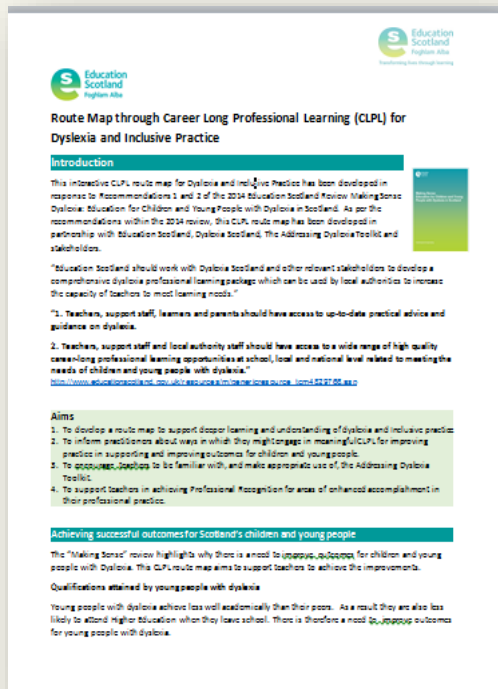 Education
Scotland
Foghlam Alba
Transforming lives through learning
Education
Scotland
Foghlam Alba
Route Map through Career Long Professional Learning (CLPL) for
Dyslexia and Inclusive Practice
Introduction
This interactive CLPL route map for Dyslexia and Inclusive Practice has been developed in
response to Recommendations 1 and 2 of the 2014 Education Scotland Review Making Sense
Dyslexia: Education for Children and Young People with Dyslexia in Scotland. As per the
recommendations within the 2014 review, this CLPL route map has been developed in
partnership with Education Scotland, Dyslexia Scotland, The Addressing Dyslexia Toolkit and
stakeholders.
"Education Scotland should work with Dyslexia Scotland and other relevant stakeholders to develop a
comprehensive dyslexia professional learning package which can be used by local authorities to increase
the capacity of teachers to meet learning needs."
"1. Teachers, support staff, learners and parents should have access to up-to-date practical advice and
guidance on dyslexia.
2. Teachers, support staff and local authority staff should have access to a wide range of high quality
career-long professional learning opportunities at school, local and national level related to meeting the
needs of children and young people with dyslexia."
Aims
1. To develop a route map to support deeper learning and understanding of dyslexia and inclusive practice
2. To inform practitioners about ways in which they might engage in meaningful CLPL for improving
practice in supporting and improving outcomes for children and young people.
3. To encourage teachers to be familiar with, and make appropriate use of, the Addressing Dyslexia
Toolkit.
4. To support teachers in achieving Professional Recognition for areas of enhanced accomplishment in
their professional practice.
Achieving successful outcomes for Scotland's children and young people
The "Making Sense" review highlights why there is a need to improve outcomes for children and young
people with Dyslexia. This CLPL route map aims to support teachers to achieve the improvements.
Qualifications attained by young people with dyslexia
Young people with dyslexia achieve less well academically than their peers. As a result they are also less
likely to attend Higher Education when they leave school. There is therefore a need to improve outcomes
for young people with dyslexia.